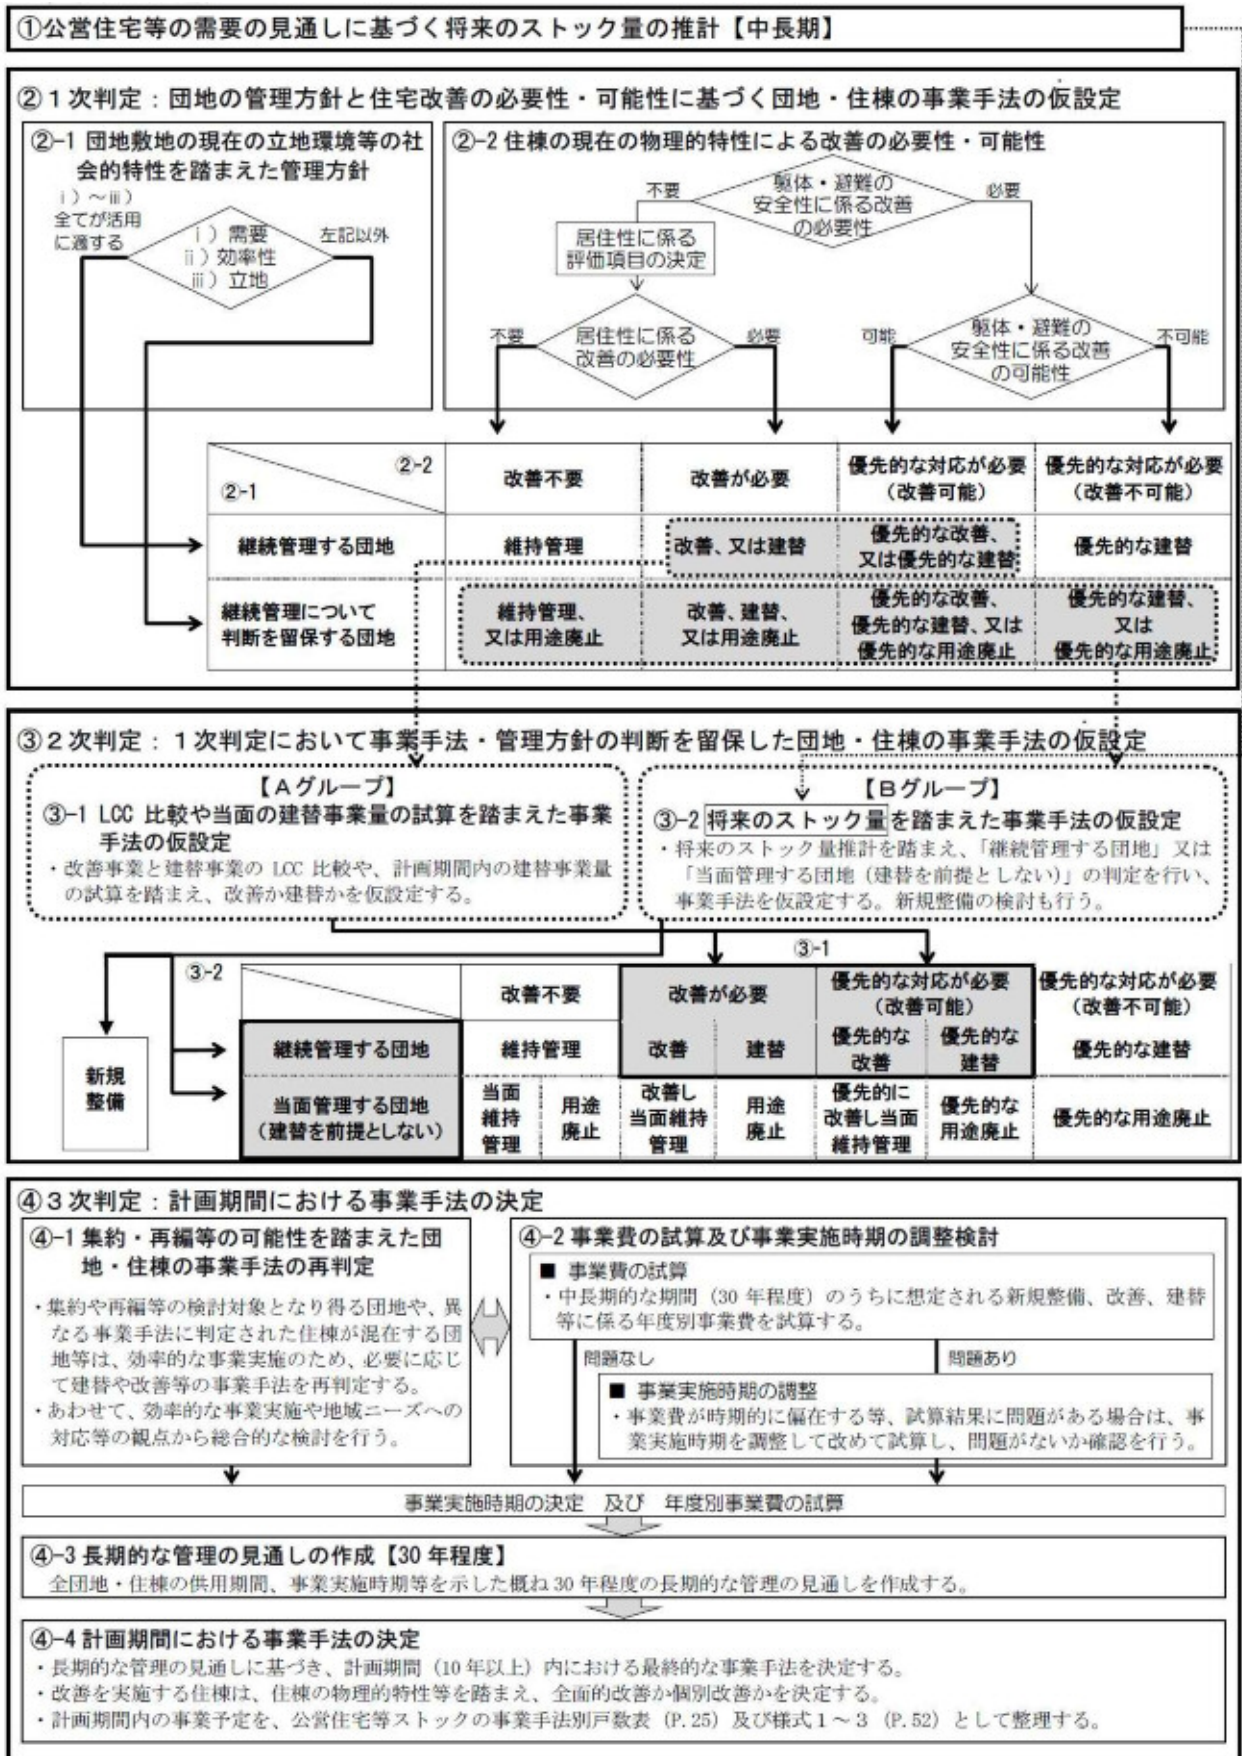 ①公営住宅等の需要の見通しに基づく将来のストック量の推計【中長期】
②１次判定：団地の管理方針と住宅改善の必要性・可能性に基づく団地・住棟の事業手法の仮設定
②-1 団地敷地の現在の立地環境等の社
会的特性を踏まえた管理方針
ⅰ）～ⅲ）
全てが活用
に適する
ⅰ）需要
ⅱ）効率性
ⅲ）立地
左記以外
②-2 住棟の現在の物理的特性による改善の必要性・可能性
不要
躯体・避難の
安全性に係る改善
の必要性
必要
居住性に係る
評価項目の決定
不要
居住性に係る
改善の必要性
必要
可能
躯体・避難の
安全性に係る改善
の可能性
不可能
②-2
②-1
改善不要
改善が必要
優先的な対応が必要
（改善可能）
優先的な対応が必要
（改善不可能）
継続管理する団地
維持管理
改善、又は建替
優先的な改善、
又は優先的な建替
優先的な建替
継続管理について
判断を留保する団地
維持管理、
又は用途廃止
改善、建替、
又は用途廃止
優先的な改善、
優先的な建替、又は
優先的な用途廃止
優先的な建替、
又は
優先的な用途廃止
③２次判定：１次判定において事業手法・管理方針の判断を留保した団地・住棟の事業手法の仮設定
【Ａグループ】
③-1 LCC 比較や当面の建替事業量の試算を踏まえた事業
手法の仮設定
・改善事業と建替事業の LCC 比較や、計画期間内の建替事業量
の試算を踏まえ、改善か建替かを仮設定する。
【Ｂグループ】
③-2 将来のストック量を踏まえた事業手法の仮設定
・将来のストック量推計を踏まえ、「継続管理する団地」又は
「当面管理する団地（建替を前提としない）」の判定を行い、
事業手法を仮設定する。新規整備の検討も行う。
③-1
③-2
改善不要
改善が必要
優先的な対応が必要
（改善可能）
優先的な対応が必要
（改善不可能）
新規
整備
継続管理する団地
維持管理
改善
建替
優先的な
改善
優先的な
建替
優先的な建替
当面管理する団地
（建替を前提としない）
当面
維持
管理
用途
廃止
改善し
当面維持
管理
用途
廃止
優先的に
改善し当面
維持管理
優先的な
用途廃止
優先的な用途廃止
④３次判定：計画期間における事業手法の決定
④-1 集約・再編等の可能性を踏まえた団
地・住棟の事業手法の再判定
・集約や再編等の検討対象となり得る団地や、異
なる事業手法に判定された住棟が混在する団
地等は、効率的な事業実施のため、必要に応じ
て建替や改善等の事業手法を再判定する。
・あわせて、効率的な事業実施や地域ニーズへの
対応等の観点から総合的な検討を行う。
④-2 事業費の試算及び事業実施時期の調整検討
■ 事業費の試算
・中長期的な期間（30 年程度）のうちに想定される新規整備、改善、建替
等に係る年度別事業費を試算する。
問題なし
問題あり
■ 事業実施時期の調整
・事業費が時期的に偏在する等、試算結果に問題がある場合は、事
業実施時期を調整して改めて試算し、問題がないか確認を行う。
事業実施時期の決定　及び　年度別事業費の試算
④-3 長期的な管理の見通しの作成【30 年程度】
全団地・住棟の供用期間、事業実施時期等を示した概ね 30 年程度の長期的な管理の見通しを作成する。
④-4 計画期間における事業手法の決定
・長期的な管理の見通しに基づき、計画期間（10 年以上）内における最終的な事業手法を決定する。
・改善を実施する住棟は、住棟の物理的特性等を踏まえ、全面的改善か個別改善かを決定する。
・計画期間内の事業予定を、公営住宅等ストックの事業手法別戸数表（P.25）及び様式１～３（P.52）として整理する。